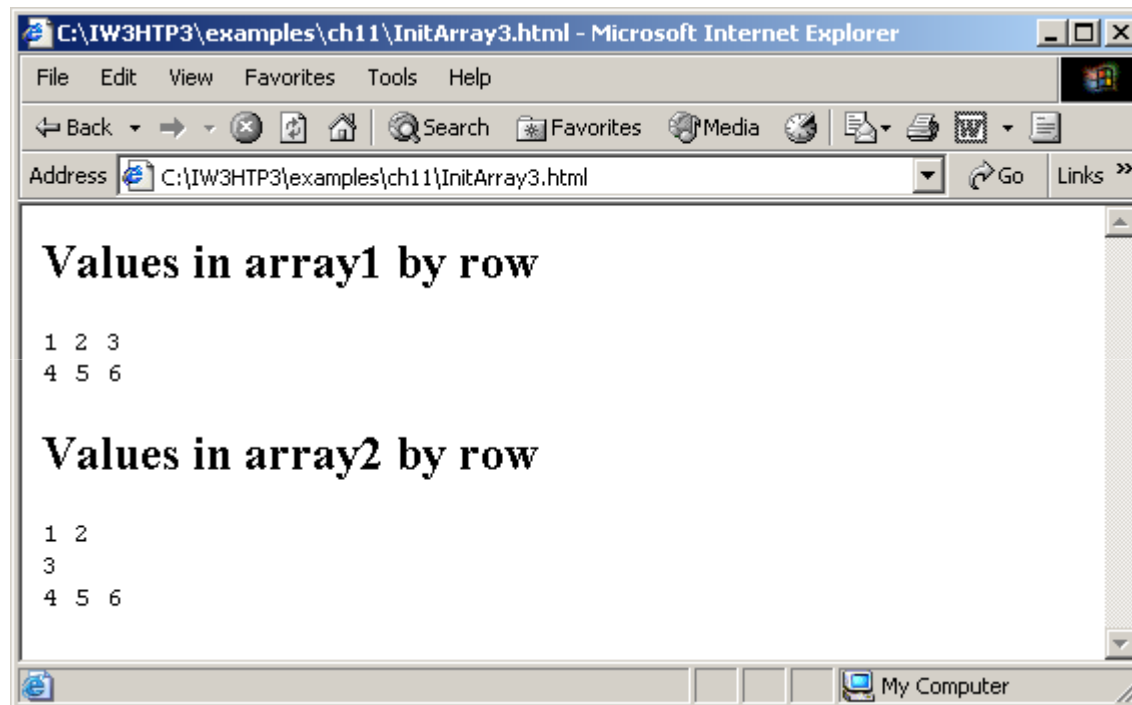 C:\IW3HTP3\examples\ch11\InitArray3.html - Microsoft Internet Explorer
File Edit View Favorites Tools Help
Back Search Favorites Media
Address C:\IW3HTP3\examples\ch11\InitArray3.html Go Links »
Values in array1 by row
1 2 3
4 5 6
Values in array2 by row
1 2
3
4 5 6
My Computer